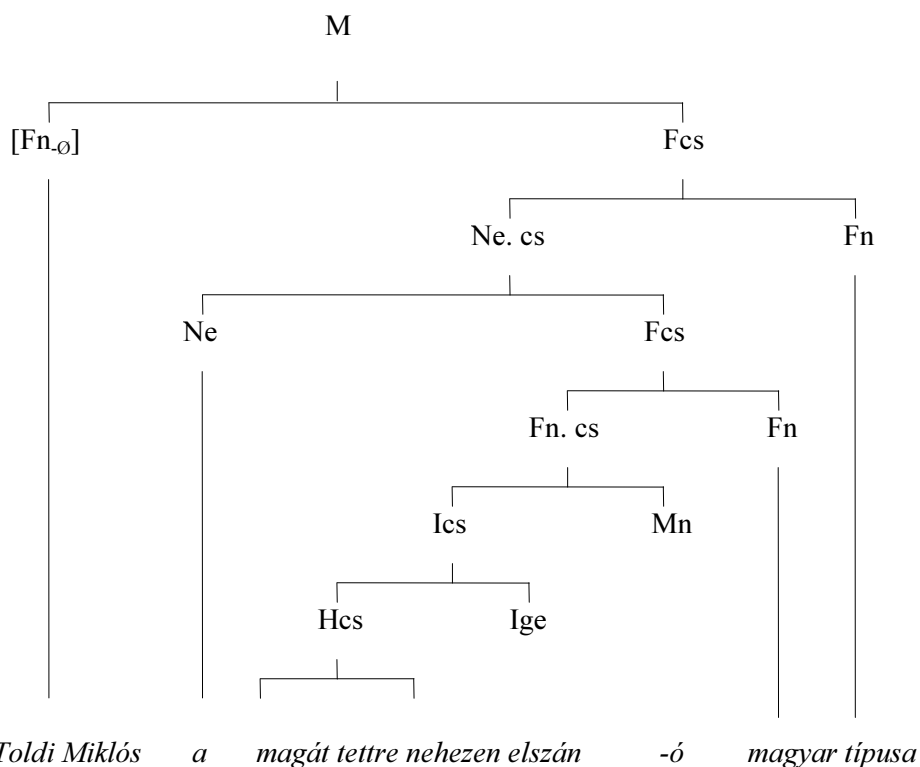 M
[Fn-Ø] Fcs
Ne. cs Fn
Ne Fcs
Fn. cs Fn
Ics Mn
Hcs Ige
Toldi Miklós a magát tettre nehezen elszán -ó magyar típusa